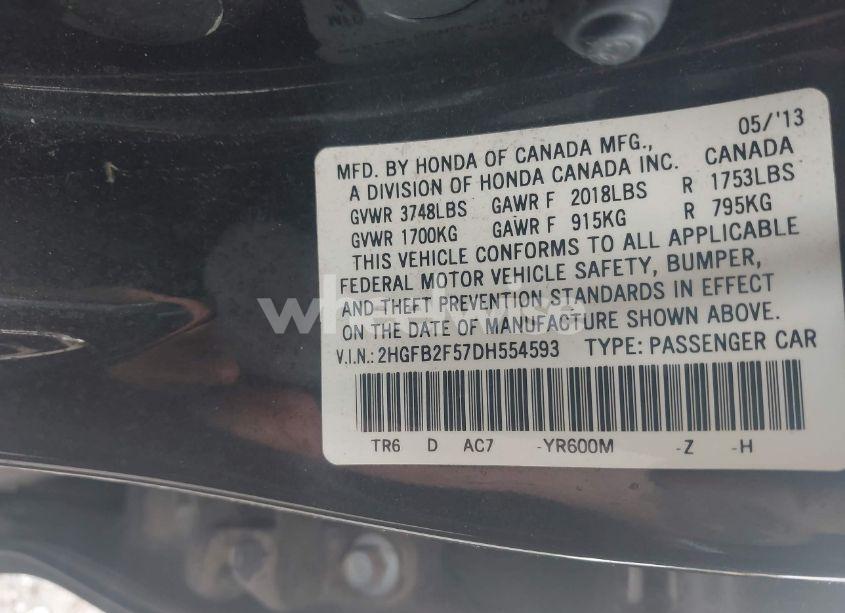 05/'13
MFD. BY HONDA OF CANADA MFG.,
A DIVISION OF HONDA CANADA INC. CANADA
GVWR 3748LBS GAWR F 2018LBS R 1753LBS
GVWR 1700KG GAWR F 915KG R 795KG
THIS VEHICLE CONFORMS TO ALL APPLICABLE
FEDERAL MOTOR VEHICLE SAFETY, BUMPER,
AND THEFT PREVENTION STANDARDS IN EFFECT
ON THE DATE OF MANUFACTURE SHOWN ABOVE.
V.I.N.: 2HGFB2F57DH554593 TYPE: PASSENGER CAR
TR6 D AC7 -YR600M -Z -H
wheelwise